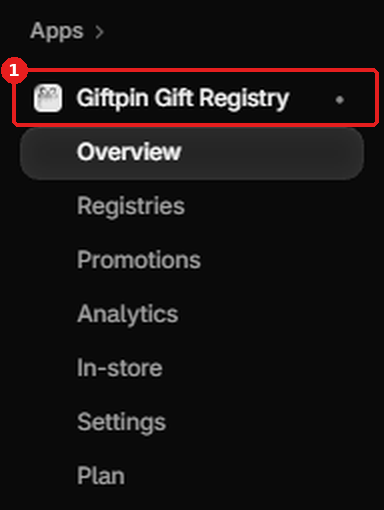 Apps
1
Giftpin Gift Registry
Overview
Registries
Promotions
Analytics
In-store
Settings
Plan